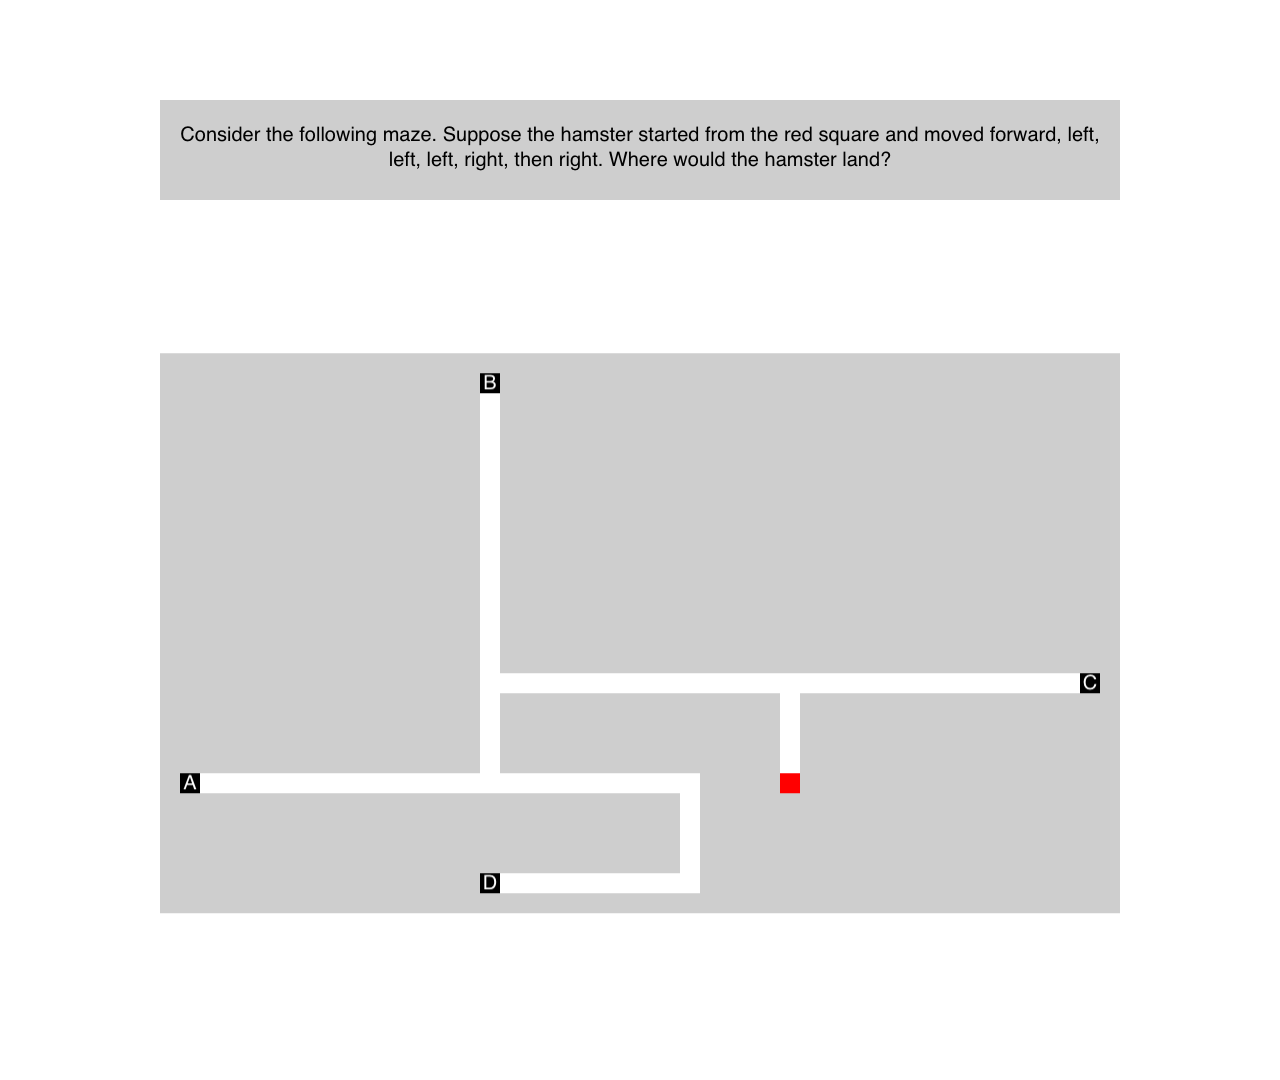 Consider the following maze. Suppose the hamster started from the red square and moved forward, left,
left, left, right, then right. Where would the hamster land?
B
C
A
D